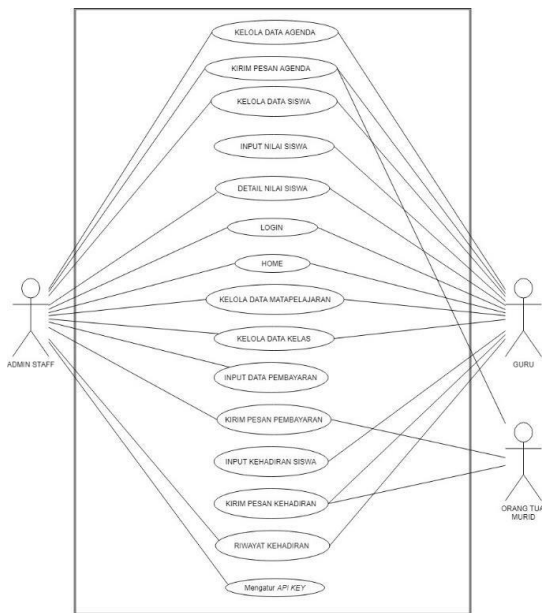 KELOLA DATA AGENDA
KIRIM PESAN AGENDA
KELOLA DATA SISWA
INPUT NILAI SISWA
DETAIL NILAI SISWA
LOGIN
HOME
KELOLA DATA MATAPELAJARAN
KELOLA DATA KELAS
INPUT DATA PEMBAYARAN
KIRIM PESAN PEMBAYARAN
INPUT KEHADIRAN SISWA
KIRIM PESAN KEHADIRAN
RIWAYAT KEHADIRAN
Mengatur API KEY
ADMIN STAFF
GURU
ORANG TUA
MURID